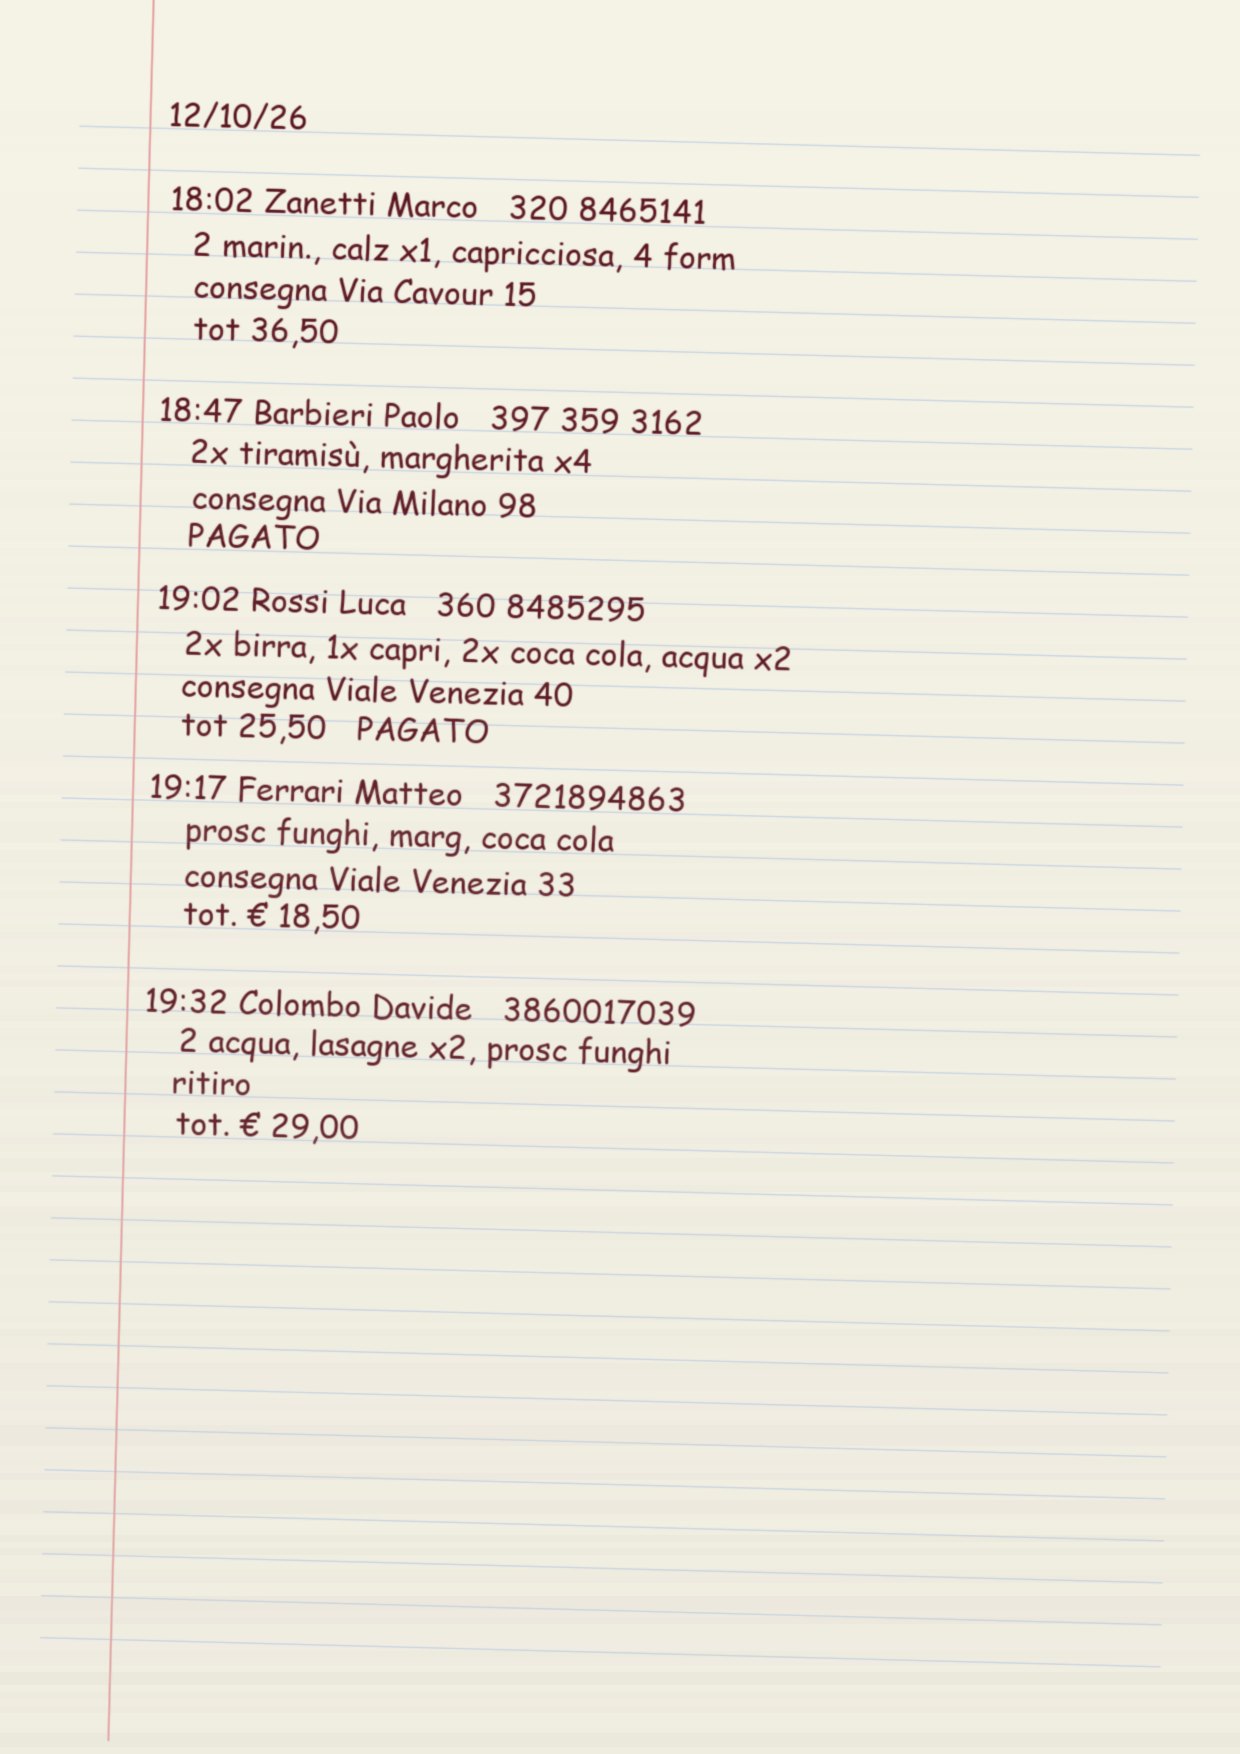 12/10/26
18:02 Zanetti Marco 320 8465141
2 marin., calz x1, capricciosa, 4 form
consegna Via Cavour 15
tot 36,50
18:47 Barbieri Paolo 397 359 3162
2x tiramisù, margherita x4
consegna Via Milano 98
PAGATO
19:02 Rossi Luca 360 8485295
2x birra, 1x capri, 2x coca cola, acqua x2
consegna Viale Venezia 40
tot 25,50 PAGATO
19:17 Ferrari Matteo 3721894863
prosc funghi, marg, coca cola
consegna Viale Venezia 33
tot. € 18,50
19:32 Colombo Davide 3860017039
2 acqua, lasagne x2, prosc funghi
ritiro
tot. € 29,00